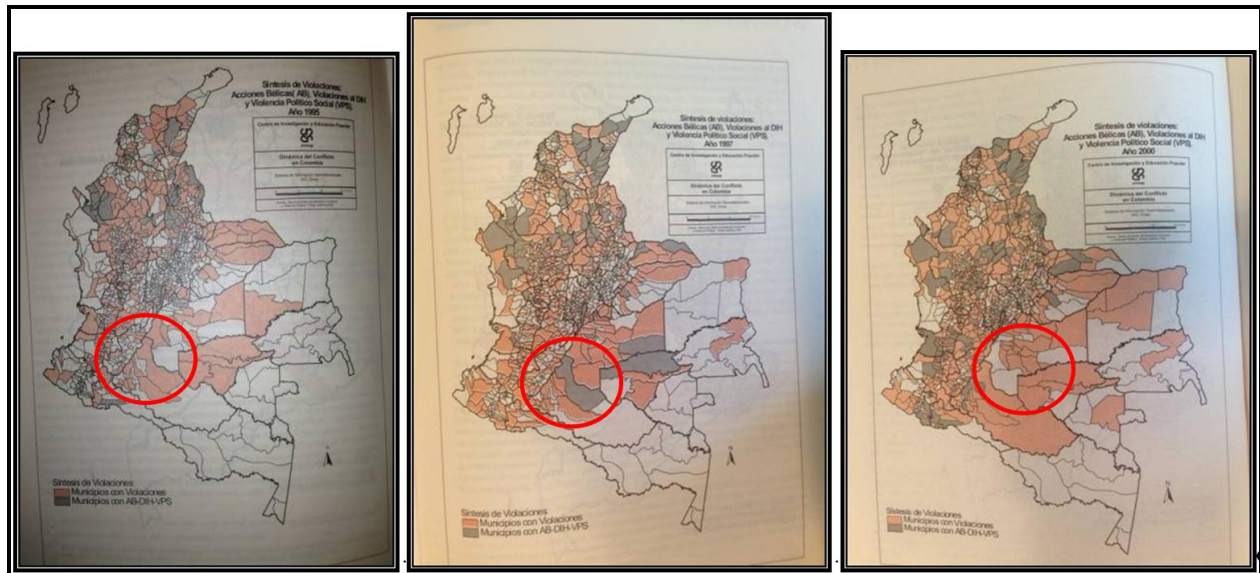 Síntesis de Violaciones:
Acciones Bélicas( AB), Violaciones al DIH
y Violencia Político Social (VPS).
Año 1995
Centro de Investigación y Educación Popular
Dinámica del Conflicto
en Colombia
N
Síntesis de Violaciones
Municipios con Violaciones
Municipios con AB-DIH-VPS
Síntesis de violaciones:
Acciones Bélicas (AB), Violaciones al DIH
y Violencia Político Social (VPS).
Año 1997
Centro de Investigación y Educación Popular
Dinámica del Conflicto
en Colombia
N
Síntesis de Violaciones
Municipios con Violaciones
Municipios con AB-DIH-VPS
Síntesis de violaciones:
Acciones Bélicas (AB), Violaciones al DIH
y Violencia Político Social (VPS).
Año 2000
Centro de Investigación y Educación Popular
Dinámica del Conflicto
en Colombia
N
Síntesis de Violaciones
Municipios con Violaciones
Municipios con AB-DIH-VPS